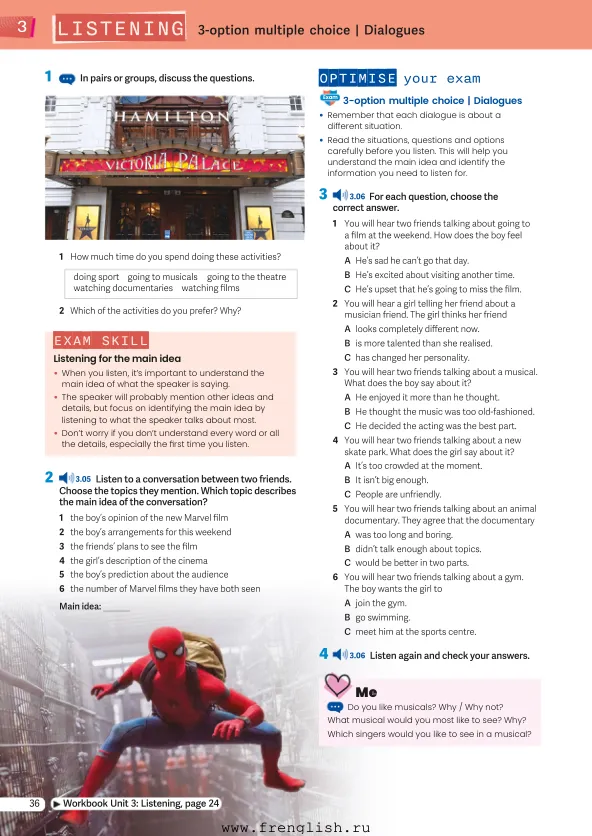 3
LISTENING
3-option multiple choice | Dialogues
1 In pairs or groups, discuss the questions.
HAMILTON
VICTORIA PALACE
1 How much time do you spend doing these activities?
doing sport going to musicals going to the theatre
watching documentaries watching films
2 Which of the activities do you prefer? Why?
EXAM SKILL
Listening for the main idea
• When you listen, it's important to understand the
main idea of what the speaker is saying.
• The speaker will probably mention other ideas and
details, but focus on identifying the main idea by
listening to what the speaker talks about most.
• Don't worry if you don't understand every word or all
the details, especially the first time you listen.
2 3.05 Listen to a conversation between two friends.
Choose the topics they mention. Which topic describes
the main idea of the conversation?
1 the boy's opinion of the new Marvel film
2 the boy's arrangements for this weekend
3 the friends' plans to see the film
4 the girl's description of the cinema
5 the boy's prediction about the audience
6 the number of Marvel films they have both seen
Main idea: ______
OPTIMISE your exam
Exam
3-option multiple choice | Dialogues
• Remember that each dialogue is about a
different situation.
• Read the situations, questions and options
carefully before you listen. This will help you
understand the main idea and identify the
information you need to listen for.
3 3.06 For each question, choose the
correct answer.
1 You will hear two friends talking about going to
a film at the weekend. How does the boy feel
about it?
A He's sad he can't go that day.
B He's excited about visiting another time.
C He's upset that he's going to miss the film.
2 You will hear a girl telling her friend about a
musician friend. The girl thinks her friend
A looks completely different now.
B is more talented than she realised.
C has changed her personality.
3 You will hear two friends talking about a musical.
What does the boy say about it?
A He enjoyed it more than he thought.
B He thought the music was too old-fashioned.
C He decided the acting was the best part.
4 You will hear two friends talking about a new
skate park. What does the girl say about it?
A It's too crowded at the moment.
B It isn't big enough.
C People are unfriendly.
5 You will hear two friends talking about an animal
documentary. They agree that the documentary
A was too long and boring.
B didn't talk enough about topics.
C would be better in two parts.
6 You will hear two friends talking about a gym.
The boy wants the girl to
A join the gym.
B go swimming.
C meet him at the sports centre.
4 3.06 Listen again and check your answers.
Me
Do you like musicals? Why / Why not?
What musical would you most like to see? Why?
Which singers would you like to see in a musical?
36 ▶ Workbook Unit 3: Listening, page 24
www.frenglish.ru